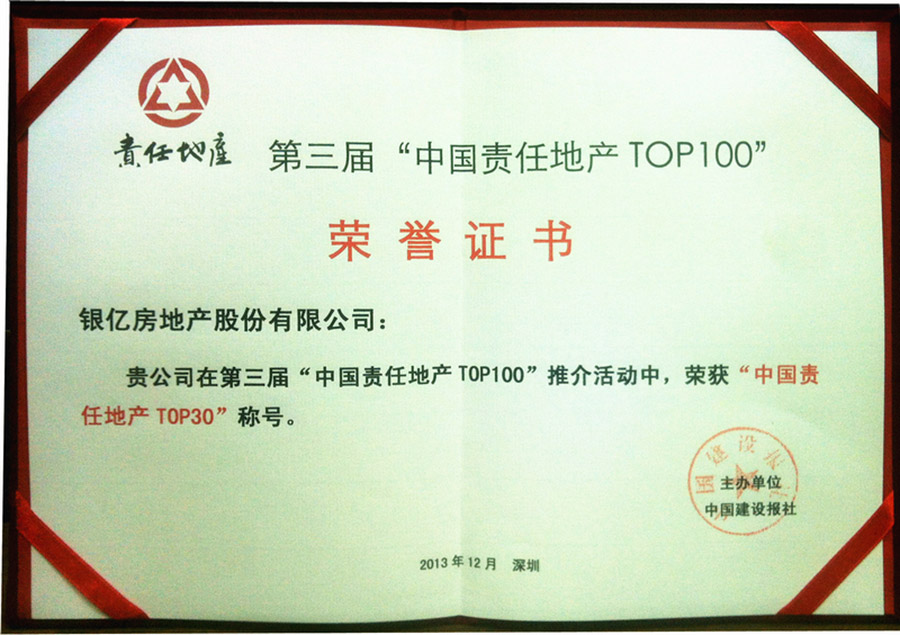 責任地產
第三届“中国责任地产TOP100”
荣誉证书
银亿房地产股份有限公司：
贵公司在第三届“中国责任地产TOP100”推介活动中，荣获“中国责
任地产TOP30”称号。
主办单位
中国建设报社
2013年12月 深圳